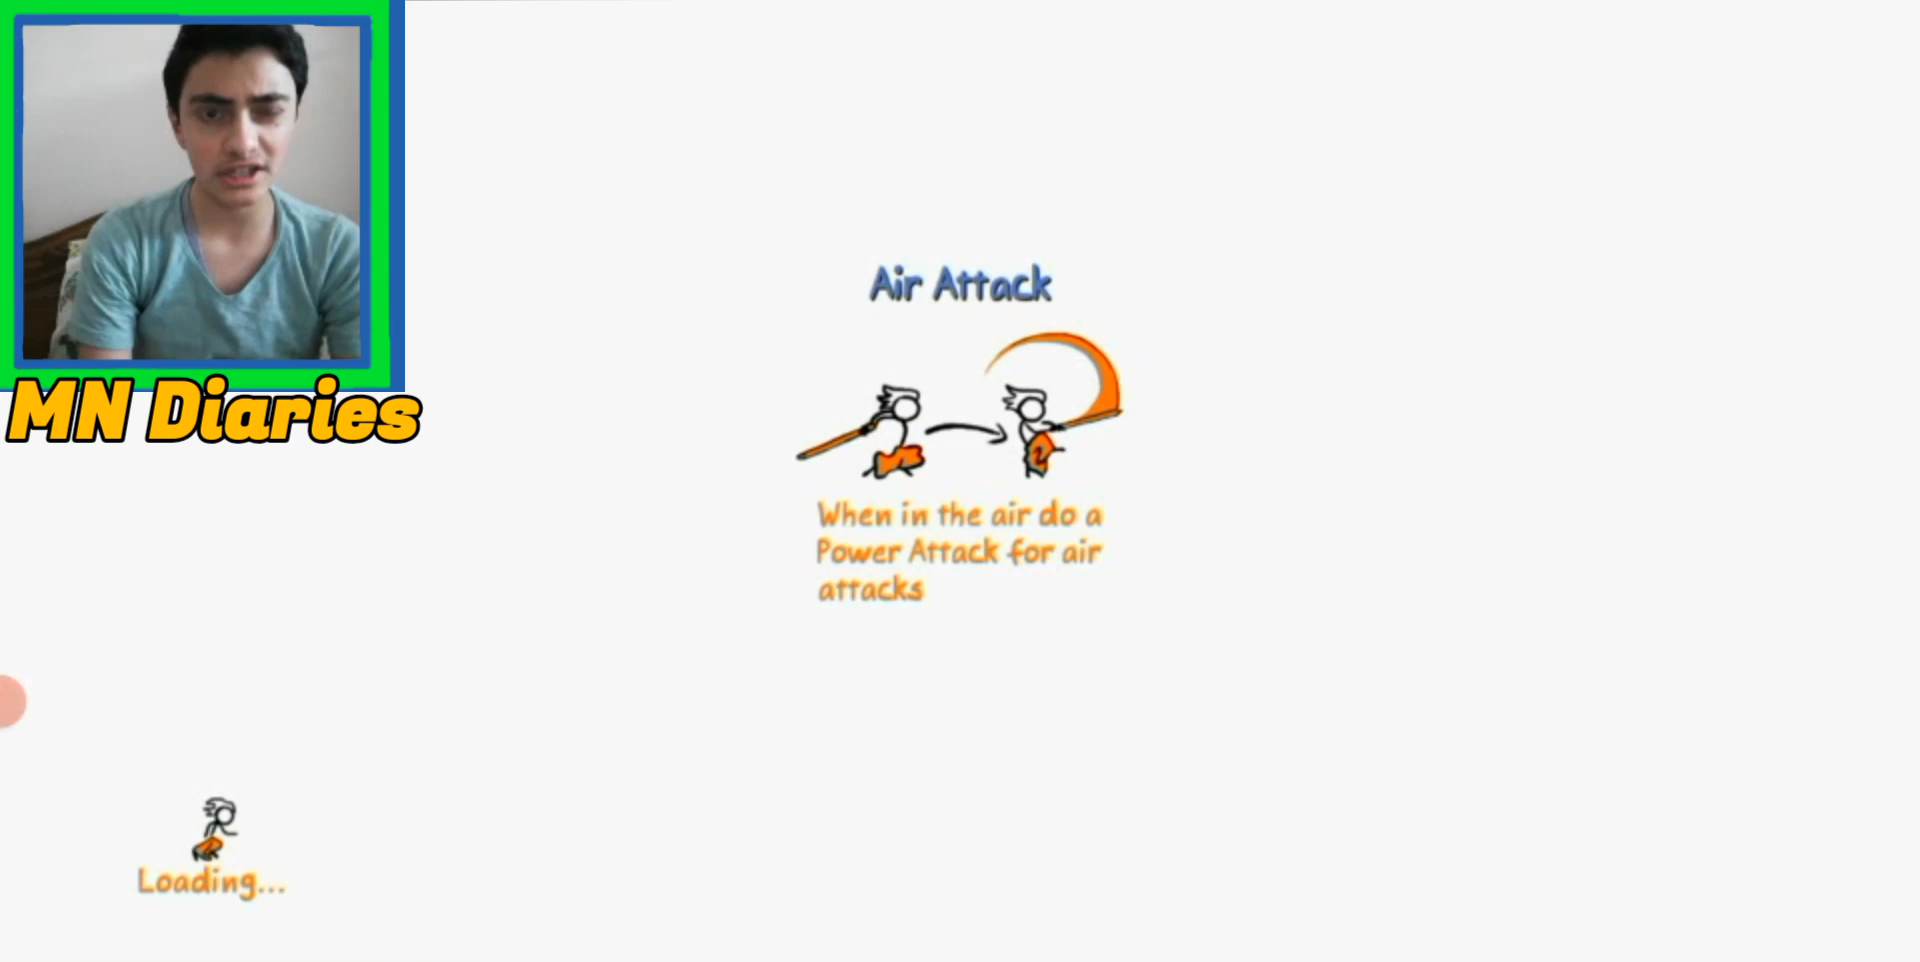 MN Diaries
Air Attack
When in the air do a
Power Attack for air
attacks
Loading...